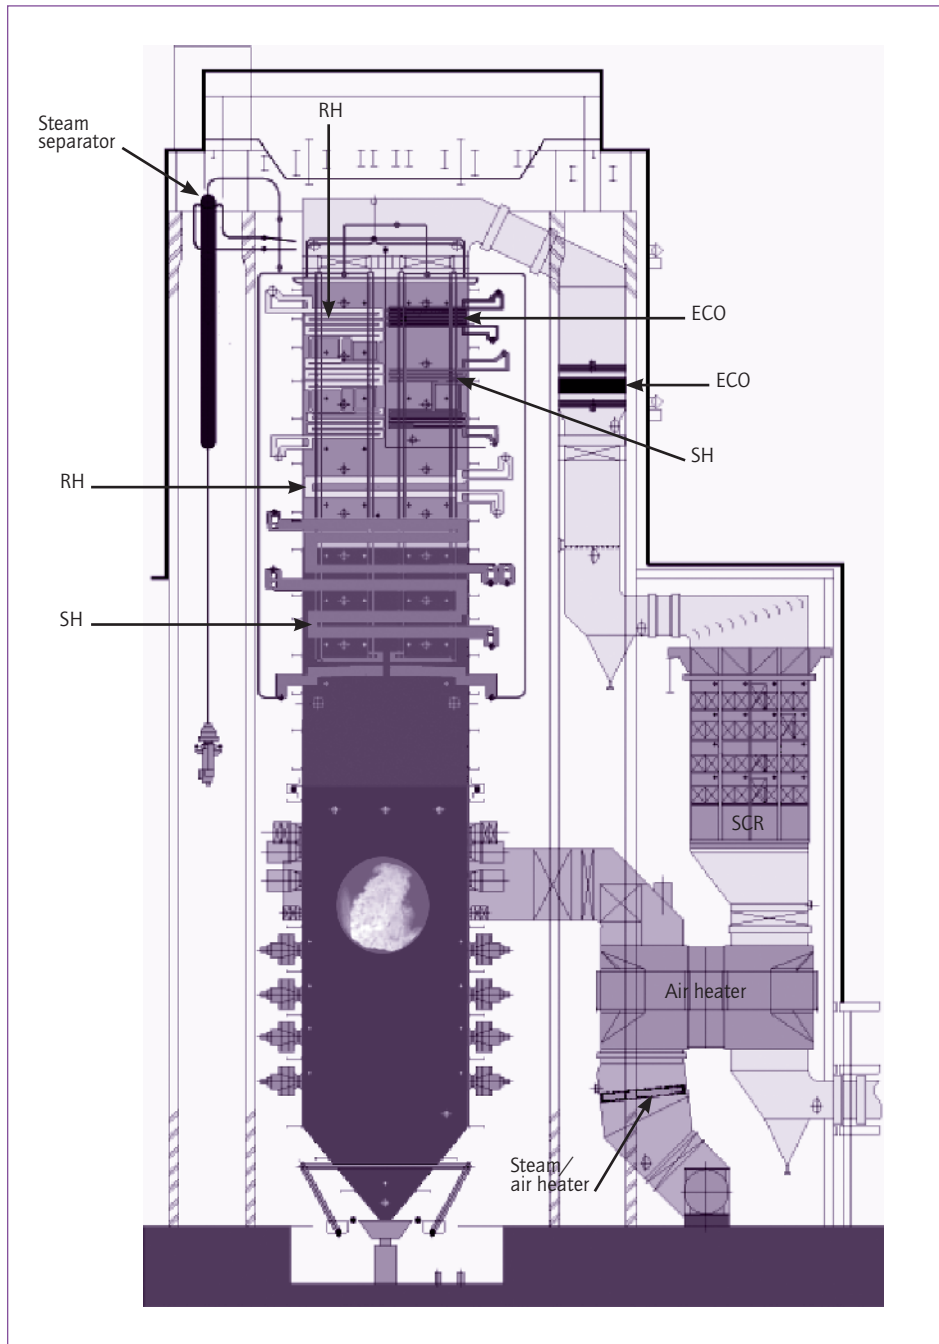 RH
Steam
separator
ECO
ECO
SH
RH
SH
SCR
Air heater
Steam/
air heater